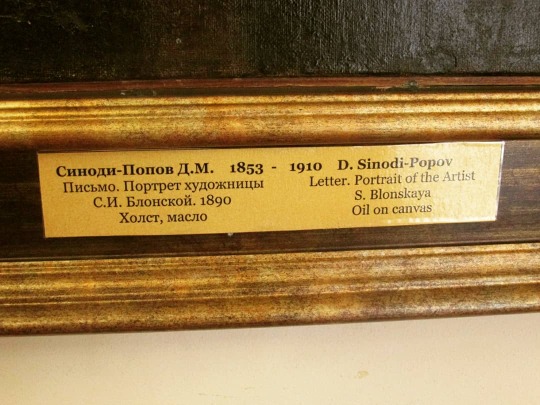 Синоди-Попов Д.М. 1853 - 1910 D. Sinodi-Popov
Письмо. Портрет художницы Letter. Portrait of the Artist
С.И. Блонской. 1890 S. Blonskaya
Холст, масло Oil on canvas